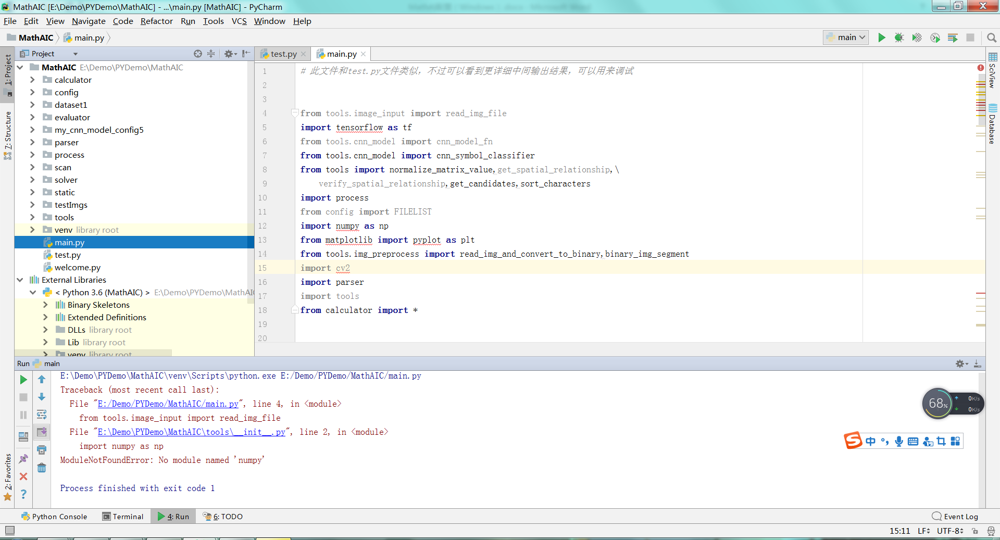 MathAIC [E:\Demo\PYDemo\MathAIC] - ...\main.py [MathAIC] - PyCharm
File Edit View Navigate Code Refactor Run Tools VCS Window Help
MathAIC main.py
main
Project
test.py
main.py
1: Project
7: Structure
2: Favorites
SciView
Database
MathAIC E:\Demo\PYDemo\MathAIC
calculator
config
dataset1
evaluator
my_cnn_model_config5
parser
process
scan
solver
static
testImgs
tools
venv library root
main.py
test.py
welcome.py
External Libraries
< Python 3.6 (MathAIC) > E:\Demo\PYDemo\MathAIC
Binary Skeletons
Extended Definitions
DLLs library root
Lib library root
venv library root
1 # 此文件和test.py文件类似，不过可以看到更详细中间输出结果，可以用来调试
2
3
4 from tools.image_input import read_img_file
5 import tensorflow as tf
6 from tools.cnn_model import cnn_model_fn
7 from tools.cnn_model import cnn_symbol_classifier
8 from tools import normalize_matrix_value,get_spatial_relationship,\
9 verify_spatial_relationship,get_candidates,sort_characters
10 import process
11 from config import FILELIST
12 import numpy as np
13 from matplotlib import pyplot as plt
14 from tools.img_preprocess import read_img_and_convert_to_binary,binary_img_segment
15 import cv2
16 import parser
17 import tools
18 from calculator import *
19
20
Run main
E:\Demo\PYDemo\MathAIC\venv\Scripts\python.exe E:/Demo/PYDemo/MathAIC/main.py
Traceback (most recent call last):
File "E:/Demo/PYDemo/MathAIC/main.py", line 4, in <module>
from tools.image_input import read_img_file
File "E:\Demo\PYDemo\MathAIC\tools\__init__.py", line 2, in <module>
import numpy as np
ModuleNotFoundError: No module named 'numpy'
Process finished with exit code 1
68%
0K/s
0K/s
S 中
Python Console Terminal 4: Run 6: TODO Event Log
15:11 LF UTF-8